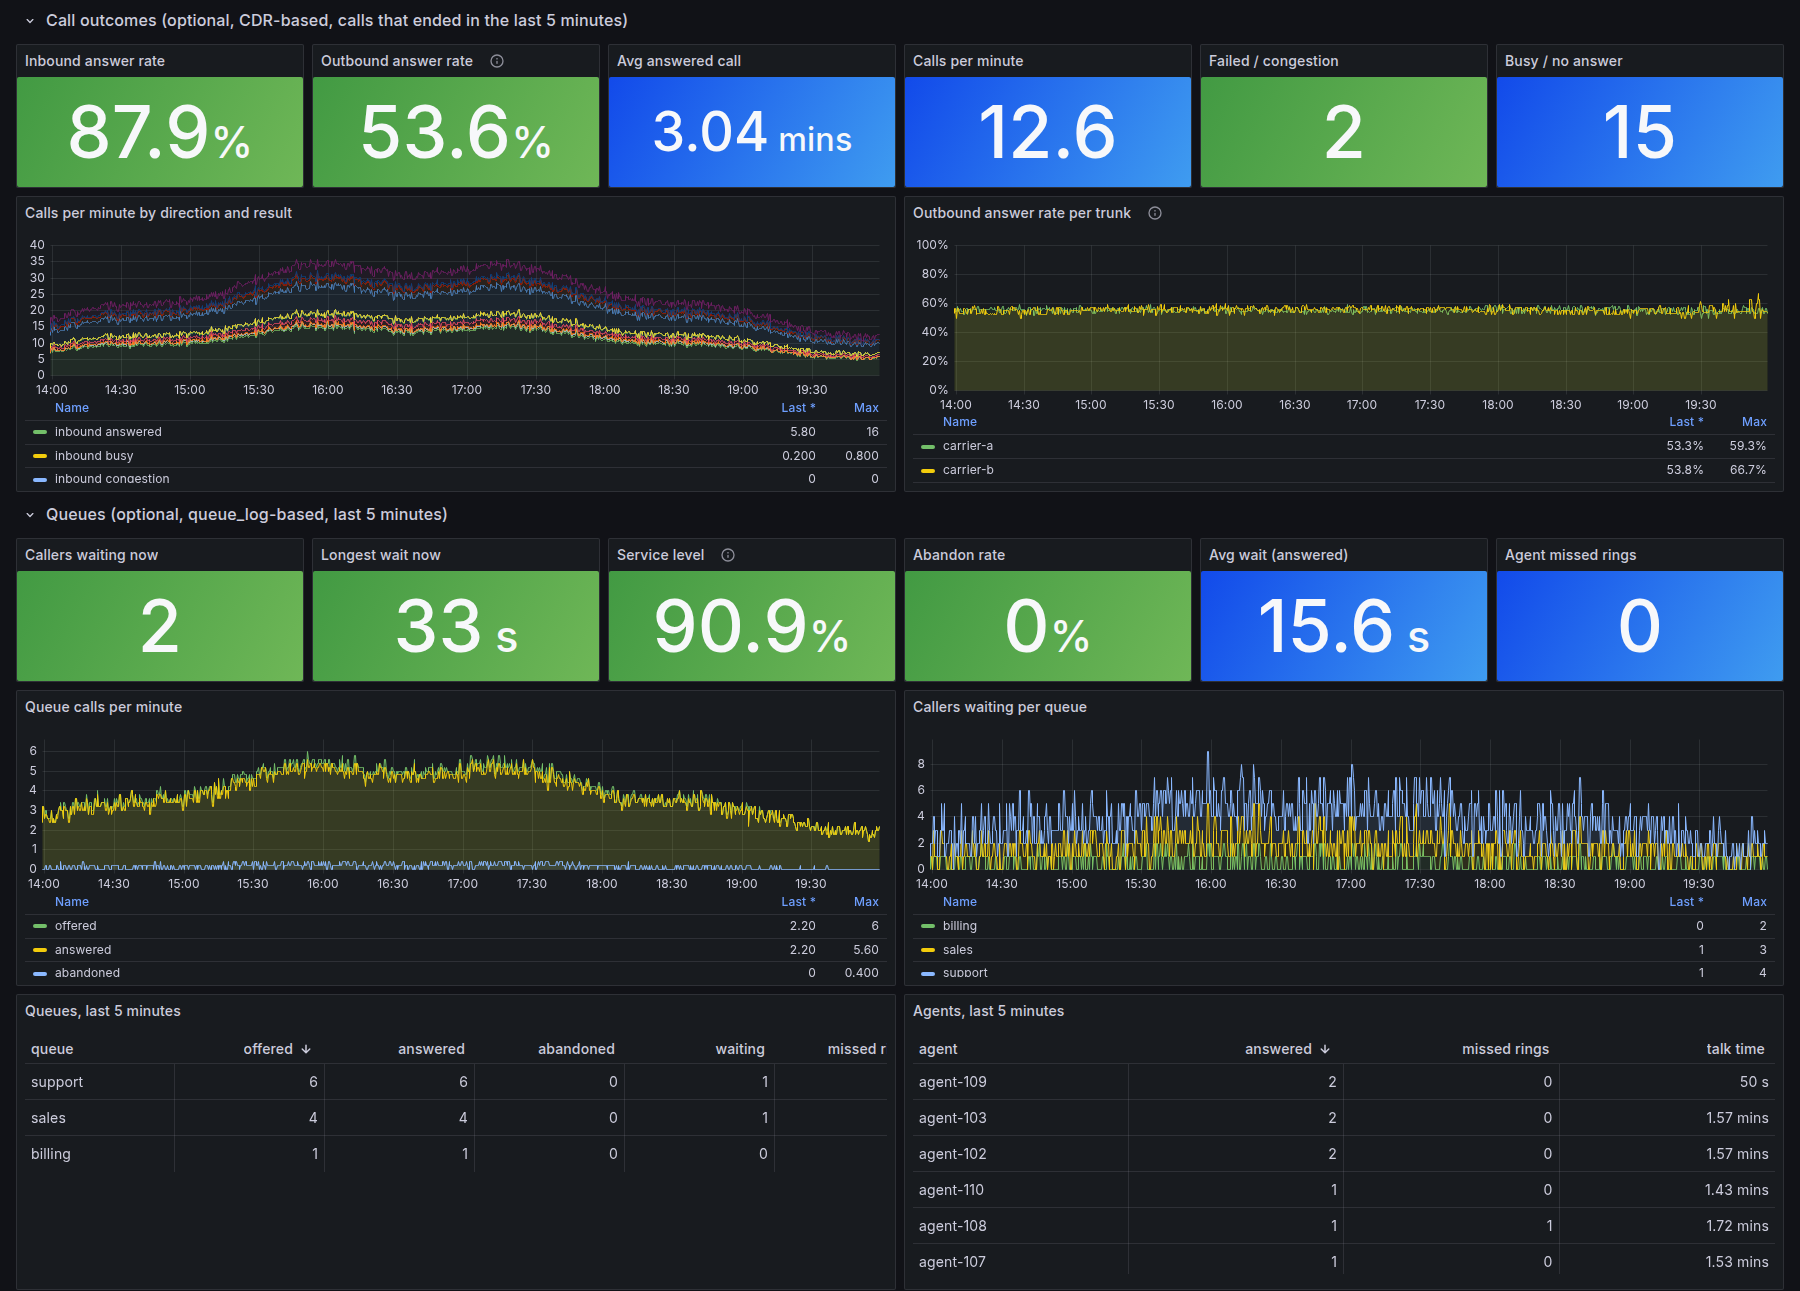 Call outcomes (optional, CDR-based, calls that ended in the last 5 minutes)
Inbound answer rate
87.9%
Outbound answer rate
53.6%
Avg answered call
3.04 mins
Calls per minute
12.6
Failed / congestion
2
Busy / no answer
15
Calls per minute by direction and result
40
35
30
25
20
15
10
5
0
14:00 14:30 15:00 15:30 16:00 16:30 17:00 17:30 18:00 18:30 19:00 19:30
Name Last * Max
inbound answered 5.80 16
inbound busy 0.200 0.800
inbound congestion 0 0
Outbound answer rate per trunk
100%
80%
60%
40%
20%
0%
14:00 14:30 15:00 15:30 16:00 16:30 17:00 17:30 18:00 18:30 19:00 19:30
Name Last * Max
carrier-a 53.3% 59.3%
carrier-b 53.8% 66.7%
Queues (optional, queue_log-based, last 5 minutes)
Callers waiting now
2
Longest wait now
33 s
Service level
90.9%
Abandon rate
0%
Avg wait (answered)
15.6 s
Agent missed rings
0
Queue calls per minute
6
5
4
3
2
1
0
14:00 14:30 15:00 15:30 16:00 16:30 17:00 17:30 18:00 18:30 19:00 19:30
Name Last * Max
offered 2.20 6
answered 2.20 5.60
abandoned 0 0.400
Callers waiting per queue
8
6
4
2
0
14:00 14:30 15:00 15:30 16:00 16:30 17:00 17:30 18:00 18:30 19:00 19:30
Name Last * Max
billing 0 2
sales 1 3
support 1 4
Queues, last 5 minutes
queue offered answered abandoned waiting missed r
support 6 6 0 1
sales 4 4 0 1
billing 1 1 0 0
Agents, last 5 minutes
agent answered missed rings talk time
agent-109 2 0 50 s
agent-103 2 0 1.57 mins
agent-102 2 0 1.57 mins
agent-110 1 0 1.43 mins
agent-108 1 1 1.72 mins
agent-107 1 0 1.53 mins